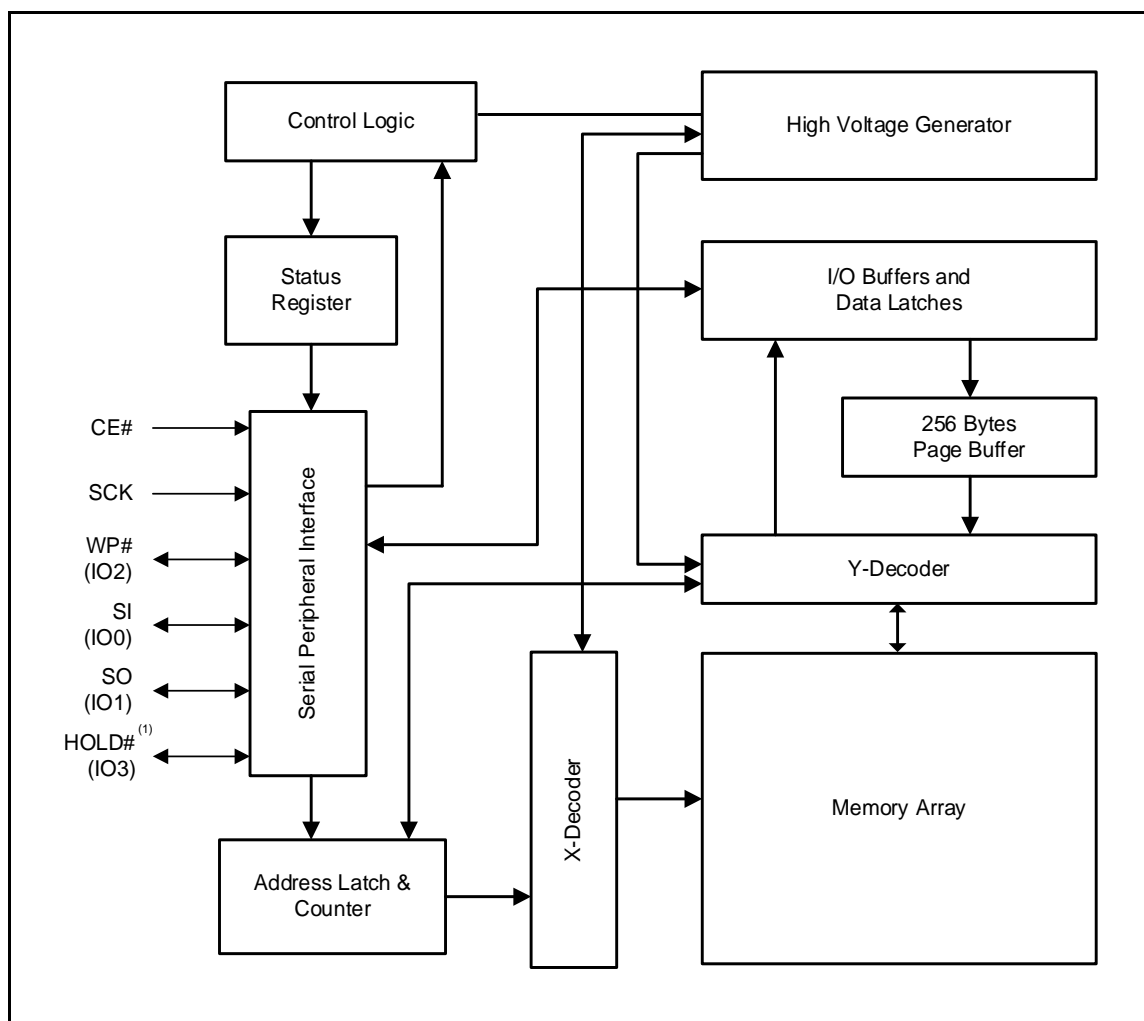 Control Logic
High Voltage Generator
Status
Register
I/O Buffers and
Data Latches
256 Bytes
Page Buffer
CE#
SCK
WP#
(IO2)
SI
(IO0)
SO
(IO1)
HOLD# (1)
(IO3)
Serial Peripheral Interface
Y-Decoder
X-Decoder
Memory Array
Address Latch &
Counter